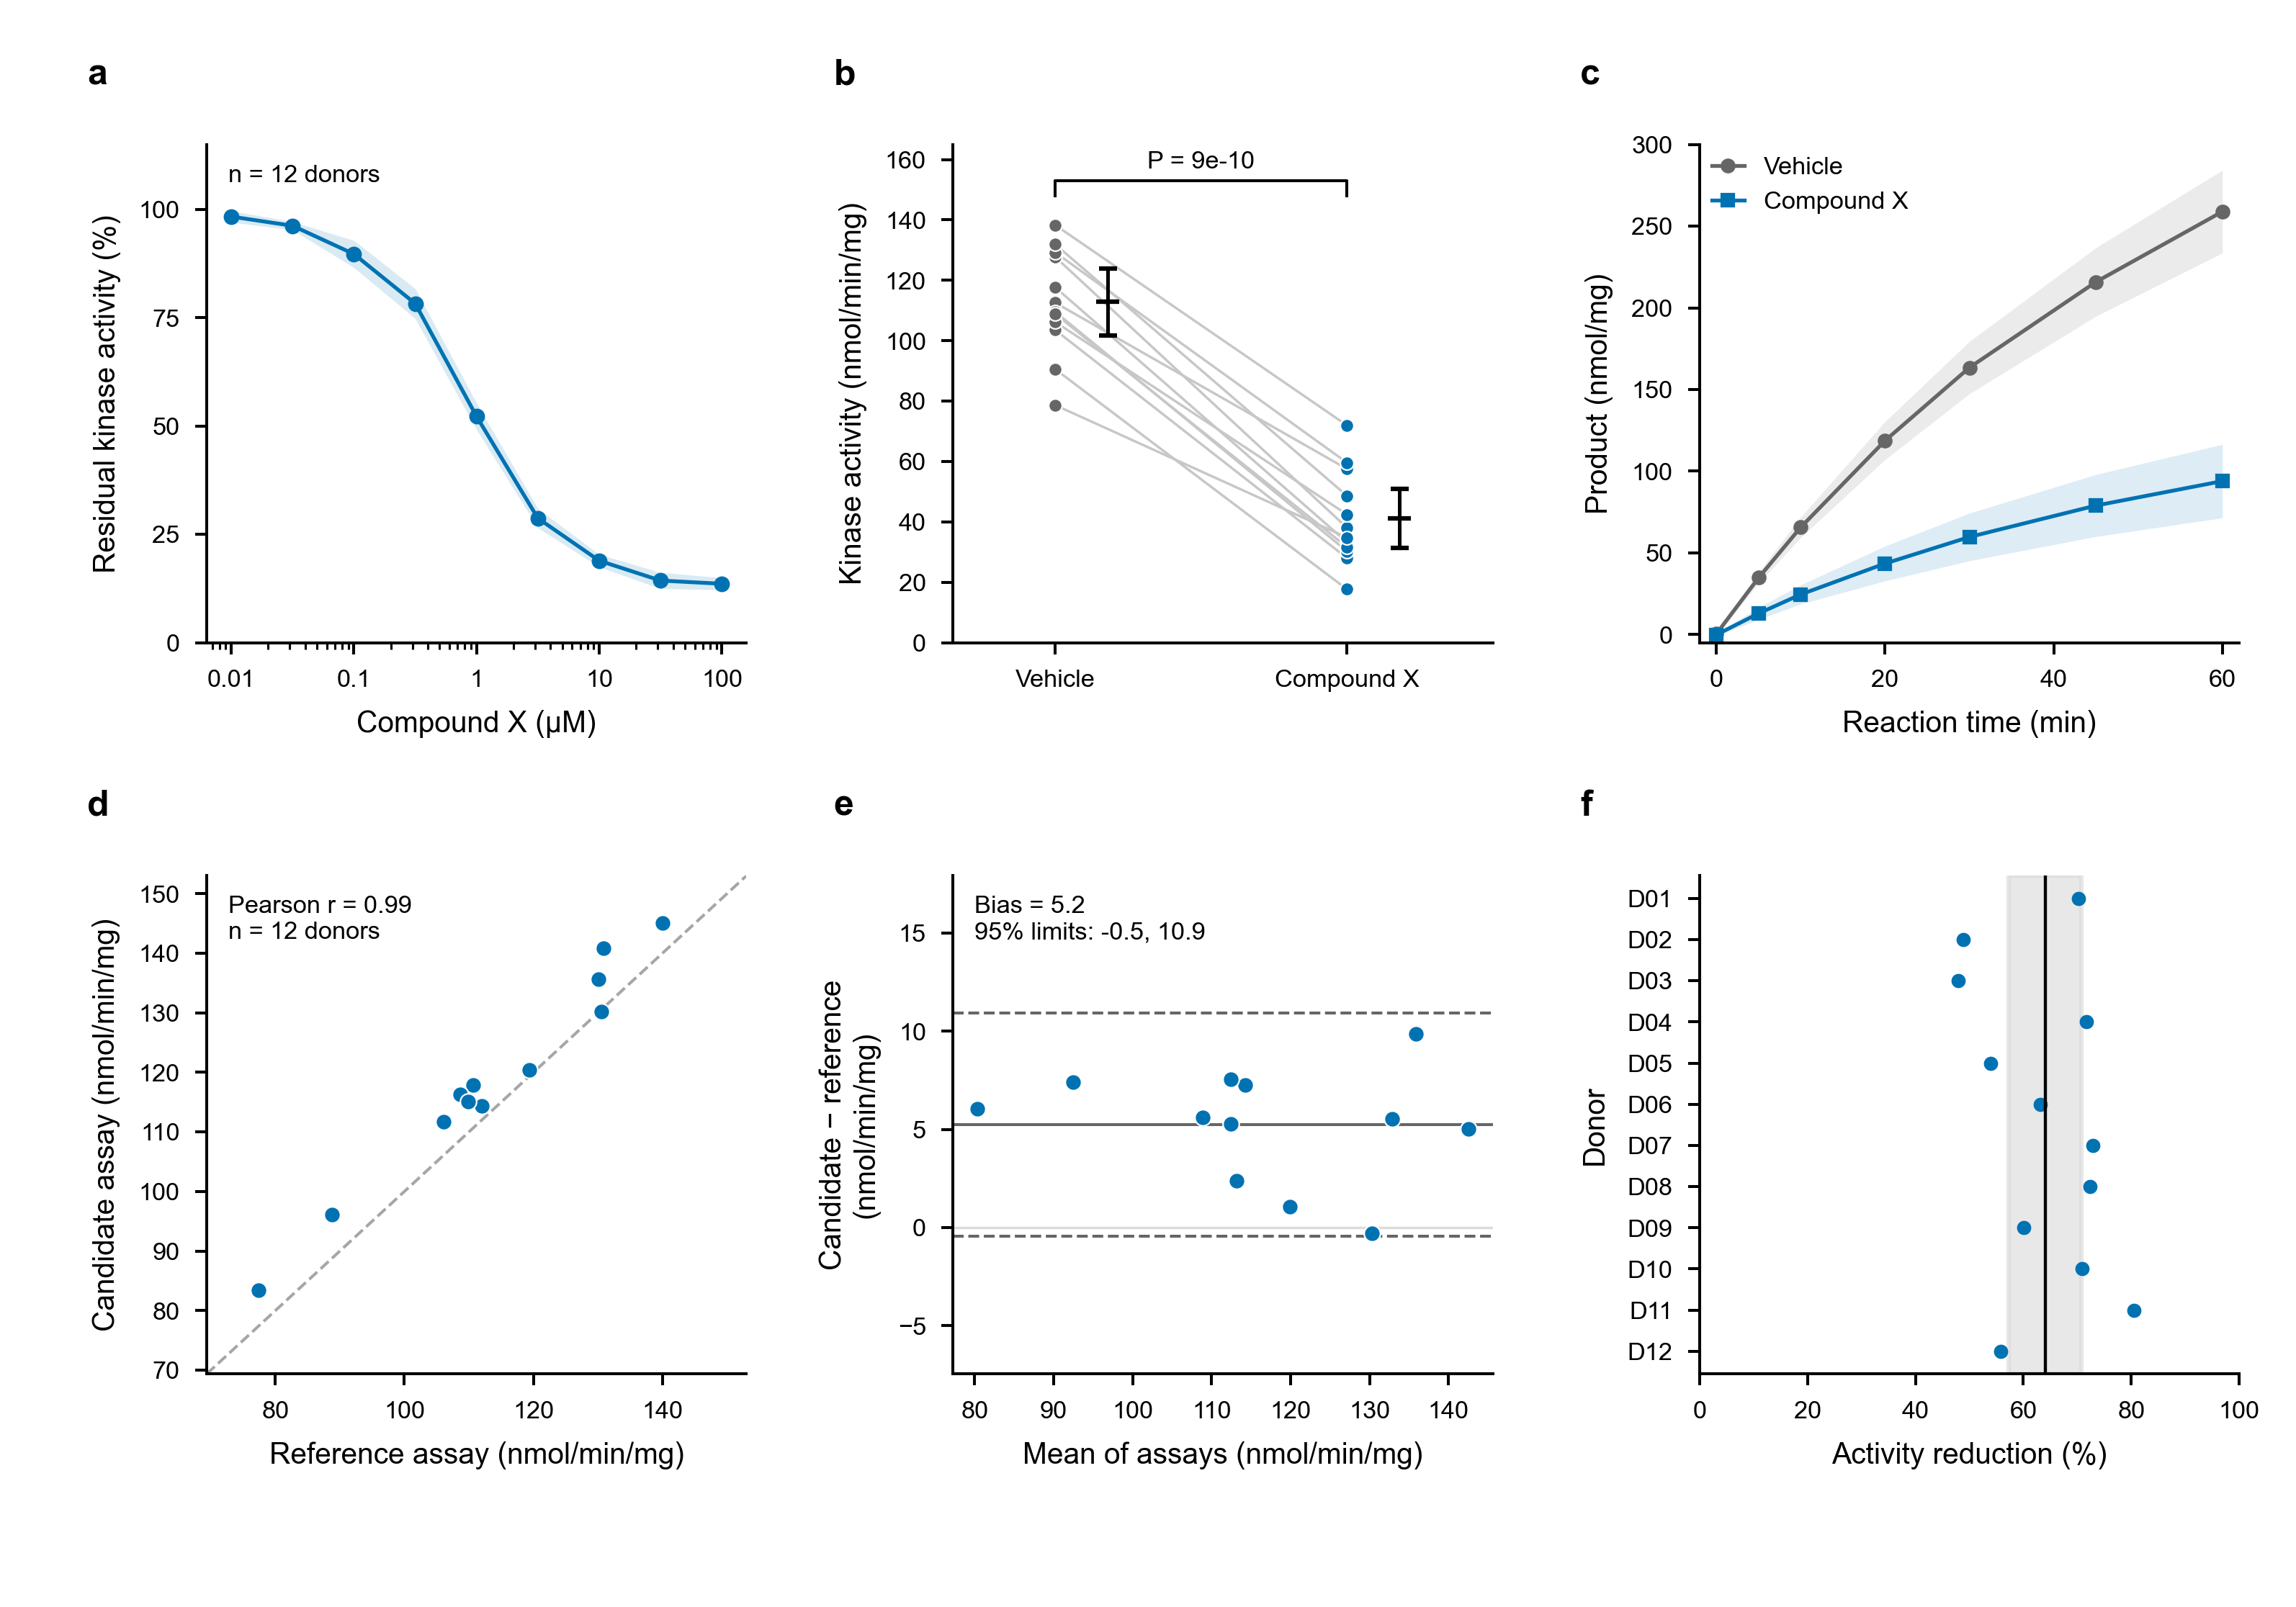 a
n = 12 donors
Residual kinase activity (%)
100
75
50
25
0
0.01 0.1 1 10 100
Compound X (µM)
b
P = 9e-10
Kinase activity (nmol/min/mg)
160
140
120
100
80
60
40
20
0
Vehicle Compound X
c
Vehicle
Compound X
Product (nmol/mg)
300
250
200
150
100
50
0
0 20 40 60
Reaction time (min)
d
Pearson r = 0.99
n = 12 donors
Candidate assay (nmol/min/mg)
150
140
130
120
110
100
90
80
70
80 100 120 140
Reference assay (nmol/min/mg)
e
Bias = 5.2
95% limits: -0.5, 10.9
Candidate − reference
(nmol/min/mg)
15
10
5
0
−5
80 90 100 110 120 130 140
Mean of assays (nmol/min/mg)
f
Donor
D01
D02
D03
D04
D05
D06
D07
D08
D09
D10
D11
D12
0 20 40 60 80 100
Activity reduction (%)